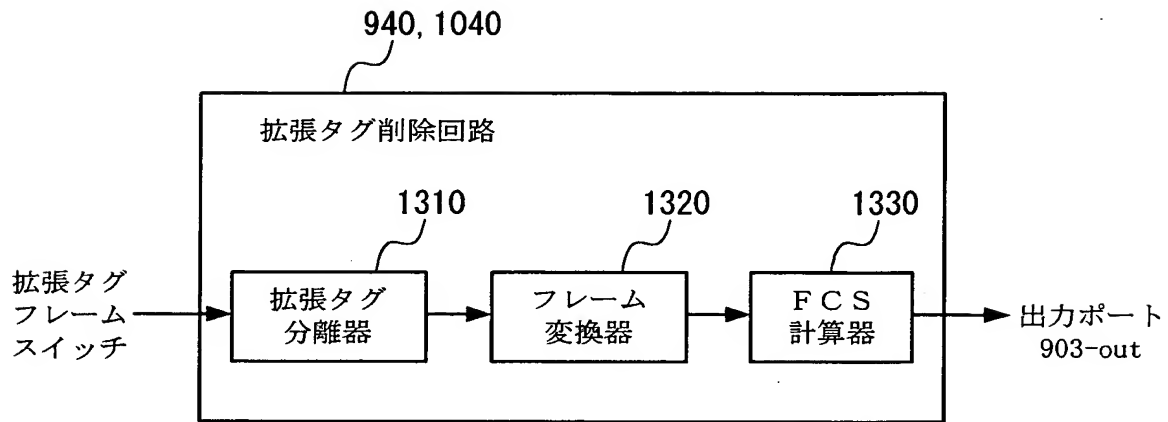 940, 1040
拡張タグ削除回路
1310
1320
1330
拡張タグ
フレーム
スイッチ
拡張タグ
分離器
フレーム
変換器
ＦＣＳ
計算器
出力ポート
903-out